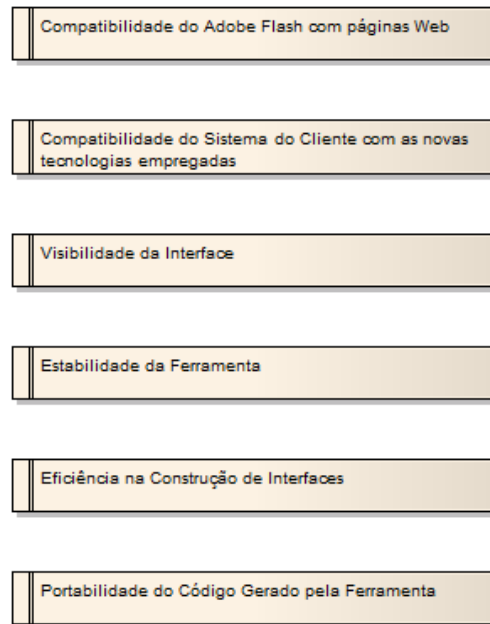 Compatibilidade do Adobe Flash com páginas Web
Compatibilidade do Sistema do Cliente com as novas
tecnologias empregadas
Visibilidade da Interface
Estabilidade da Ferramenta
Eficiência na Construção de Interfaces
Portabilidade do Código Gerado pela Ferramenta